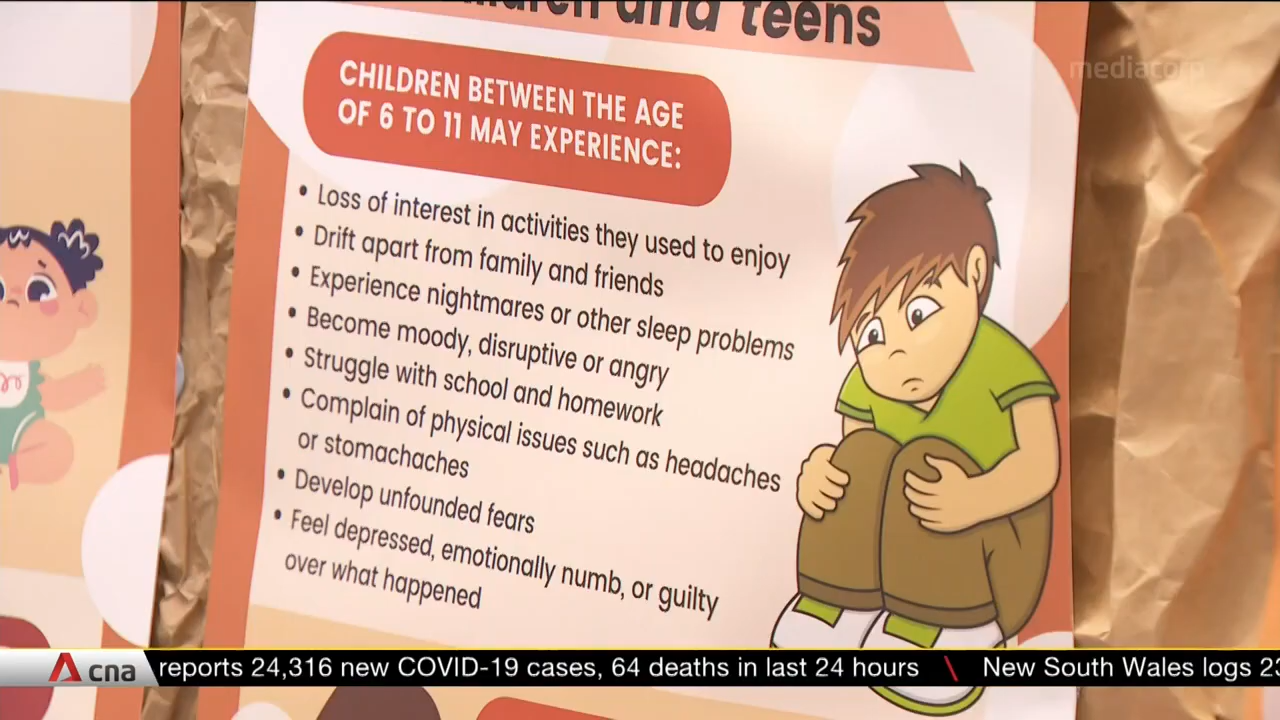 and teens
mediacorp
CHILDREN BETWEEN THE AGE
OF 6 TO 11 MAY EXPERIENCE:
• Loss of interest in activities they used to enjoy
• Drift apart from family and friends
• Experience nightmares or other sleep problems
• Become moody, disruptive or angry
• Struggle with school and homework
• Complain of physical issues such as headaches
or stomachaches
• Develop unfounded fears
• Feel depressed, emotionally numb, or guilty
over what happened
cna reports 24,316 new COVID-19 cases, 64 deaths in last 24 hours \ New South Wales logs